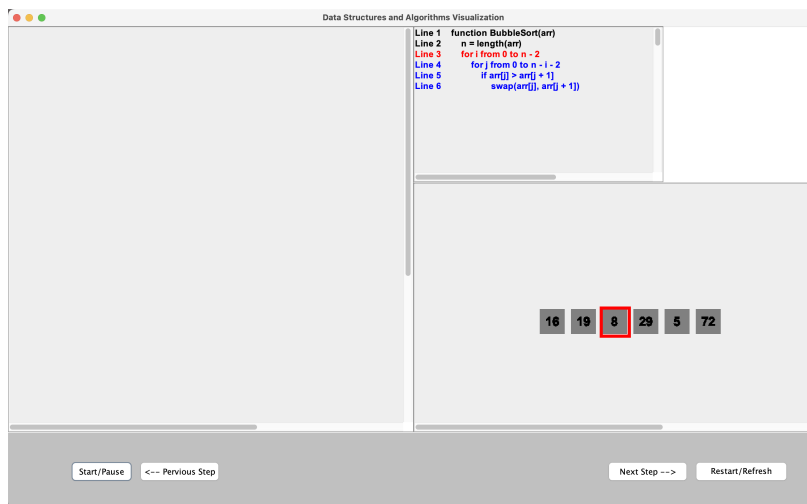 Data Structures and Algorithms Visualization
Line 1 function BubbleSort(arr)
Line 2 n = length(arr)
Line 3 for i from 0 to n - 2
Line 4 for j from 0 to n - i - 2
Line 5 if arr[j] > arr[j + 1]
Line 6 swap(arr[j], arr[j + 1])
16 19 8 29 5 72
Start/Pause <-- Pervious Step Next Step --> Restart/Refresh